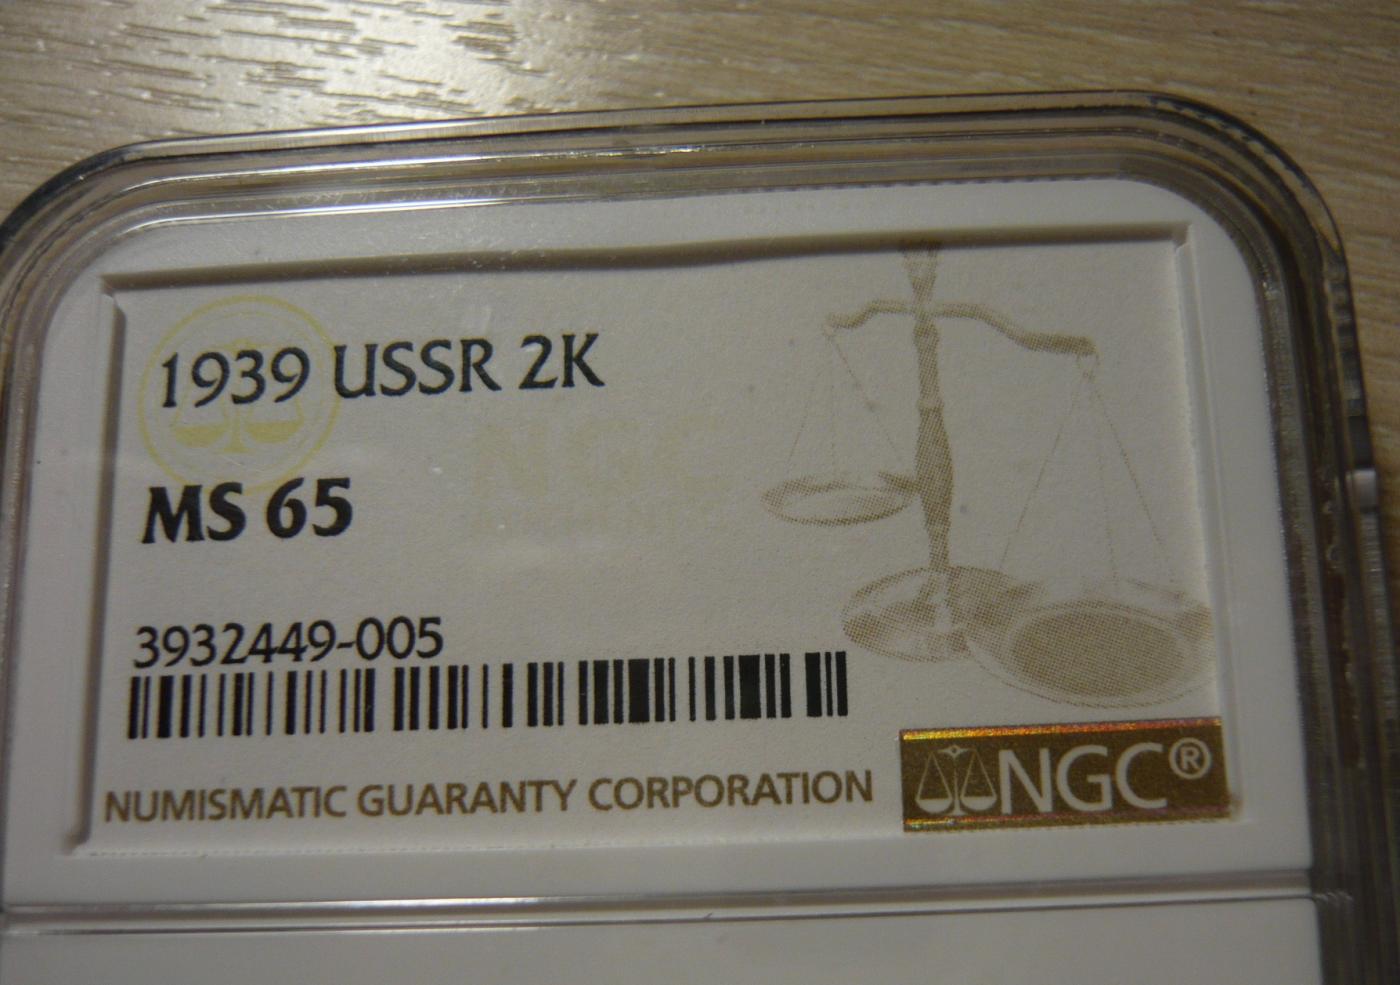 1939 USSR 2K
MS 65
3932449-005
NUMISMATIC GUARANTY CORPORATION
NGC®